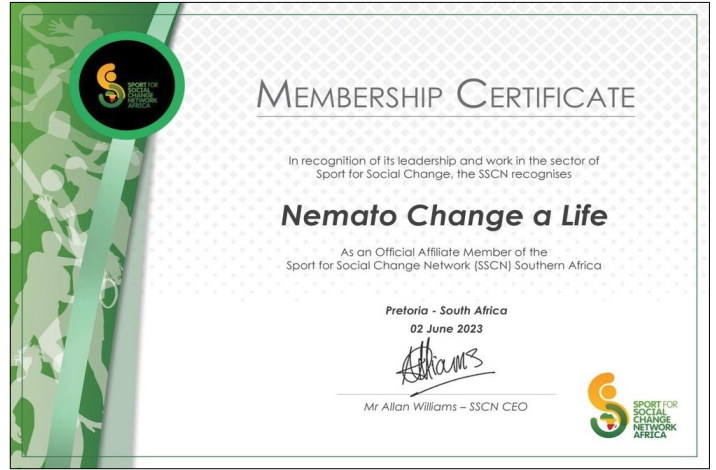 SPORT FOR
SOCIAL
CHANGE
NETWORK
AFRICA
MEMBERSHIP CERTIFICATE
In recognition of its leadership and work in the sector of
Sport for Social Change, the SSCN recognises
Nemato Change a Life
As an Official Affiliate Member of the
Sport for Social Change Network (SSCN) Southern Africa
Pretoria - South Africa
02 June 2023
AWilliams
Mr Allan Williams – SSCN CEO
SPORT FOR
SOCIAL
CHANGE
NETWORK
AFRICA